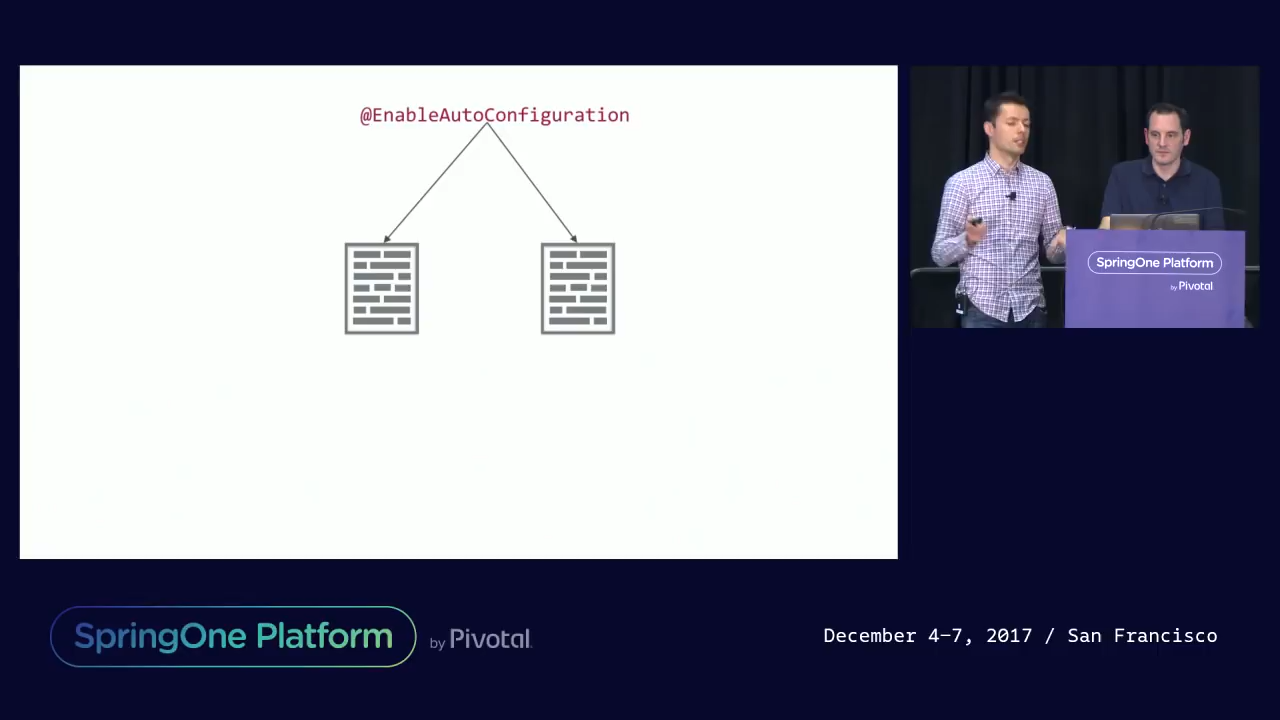 @EnableAutoConfiguration
SpringOne Platform
by Pivotal
SpringOne Platform by Pivotal.
December 4–7, 2017 / San Francisco